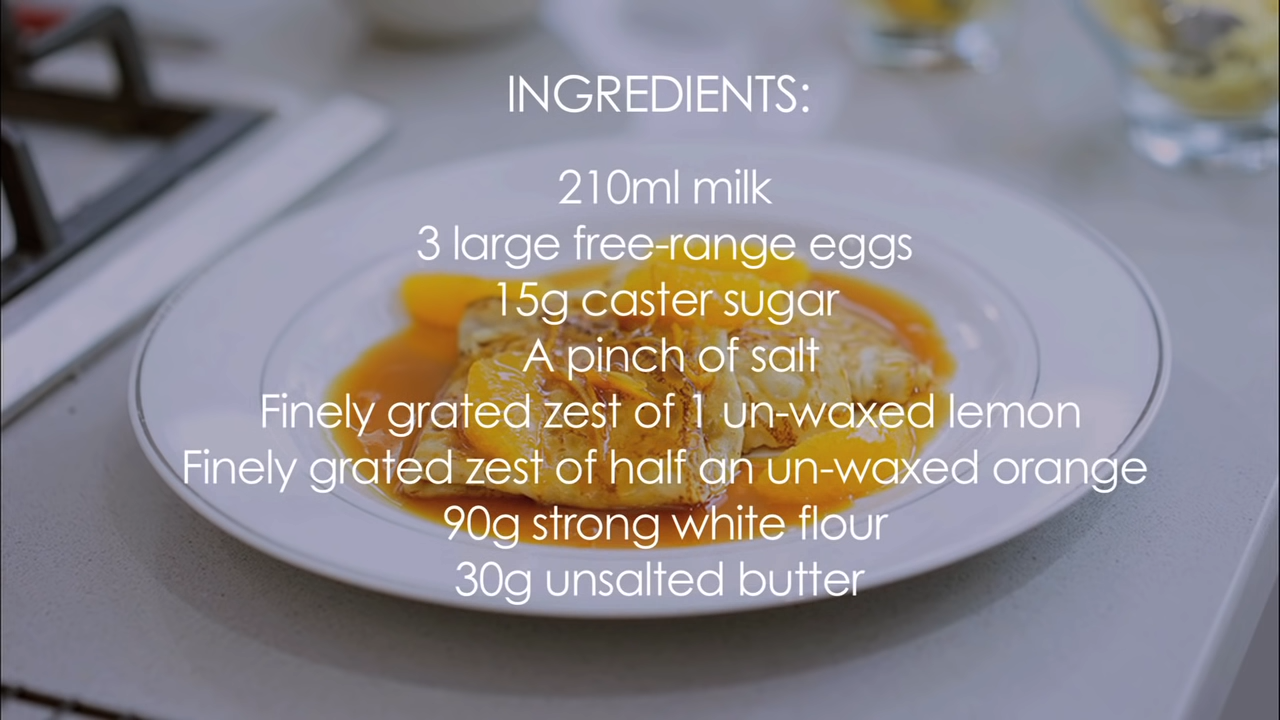 INGREDIENTS:
210ml milk
3 large free-range eggs
15g caster sugar
A pinch of salt
Finely grated zest of 1 un-waxed lemon
Finely grated zest of half an un-waxed orange
90g strong white flour
30g unsalted butter